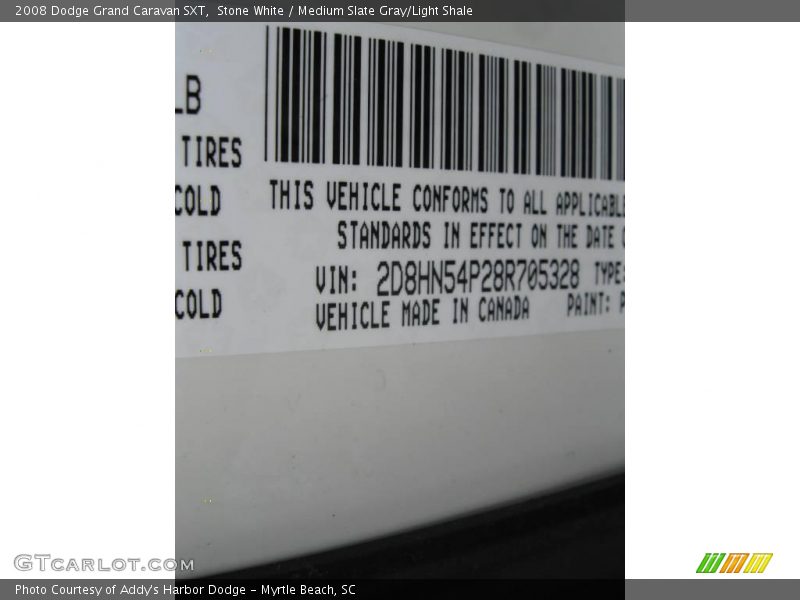 2008 Dodge Grand Caravan SXT, Stone White / Medium Slate Gray/Light Shale
LB
TIRES
COLD
TIRES
COLD
THIS VEHICLE CONFORMS TO ALL APPLICABLE
STANDARDS IN EFFECT ON THE DATE
VIN: 2D8HN54P28R705328 TYPE:
VEHICLE MADE IN CANADA PAINT: P
GTCARLOT.COM
Photo Courtesy of Addy's Harbor Dodge - Myrtle Beach, SC